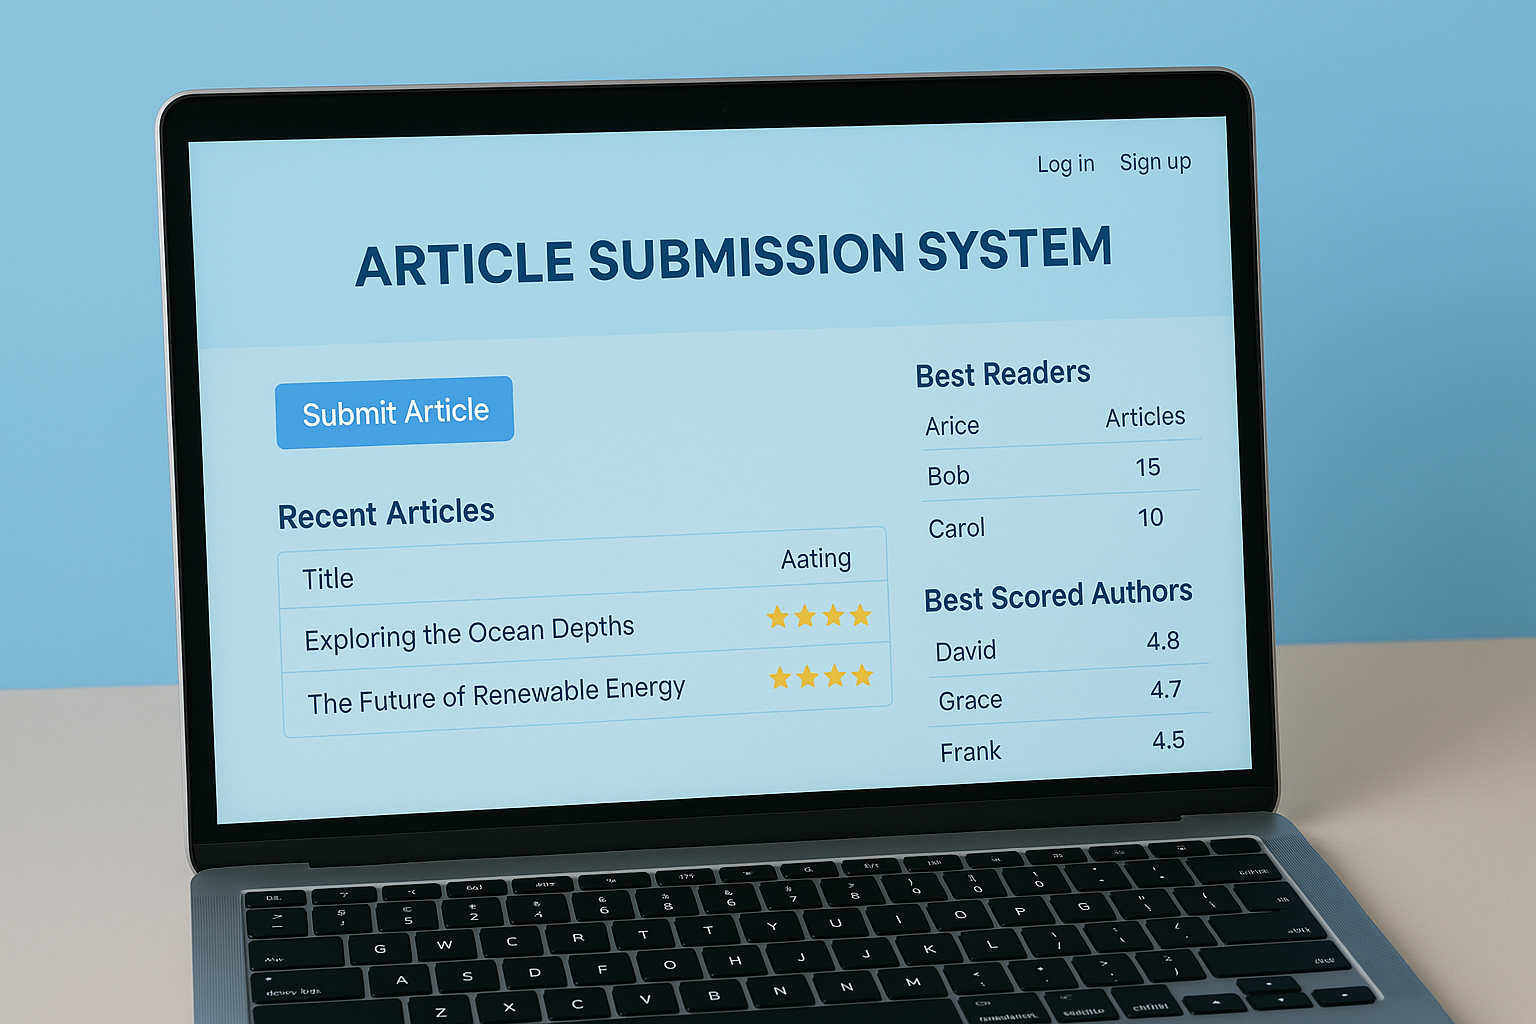 Log in Sign up
ARTICLE SUBMISSION SYSTEM
Submit Article
Recent Articles
Title Aating
Exploring the Ocean Depths
The Future of Renewable Energy
Best Readers
Arice Articles
Bob 15
Carol 10
Best Scored Authors
David 4.8
Grace 4.7
Frank 4.5
G W C R T T Y U I O P G
A S D F O H J J K L
Z X C V B N N M